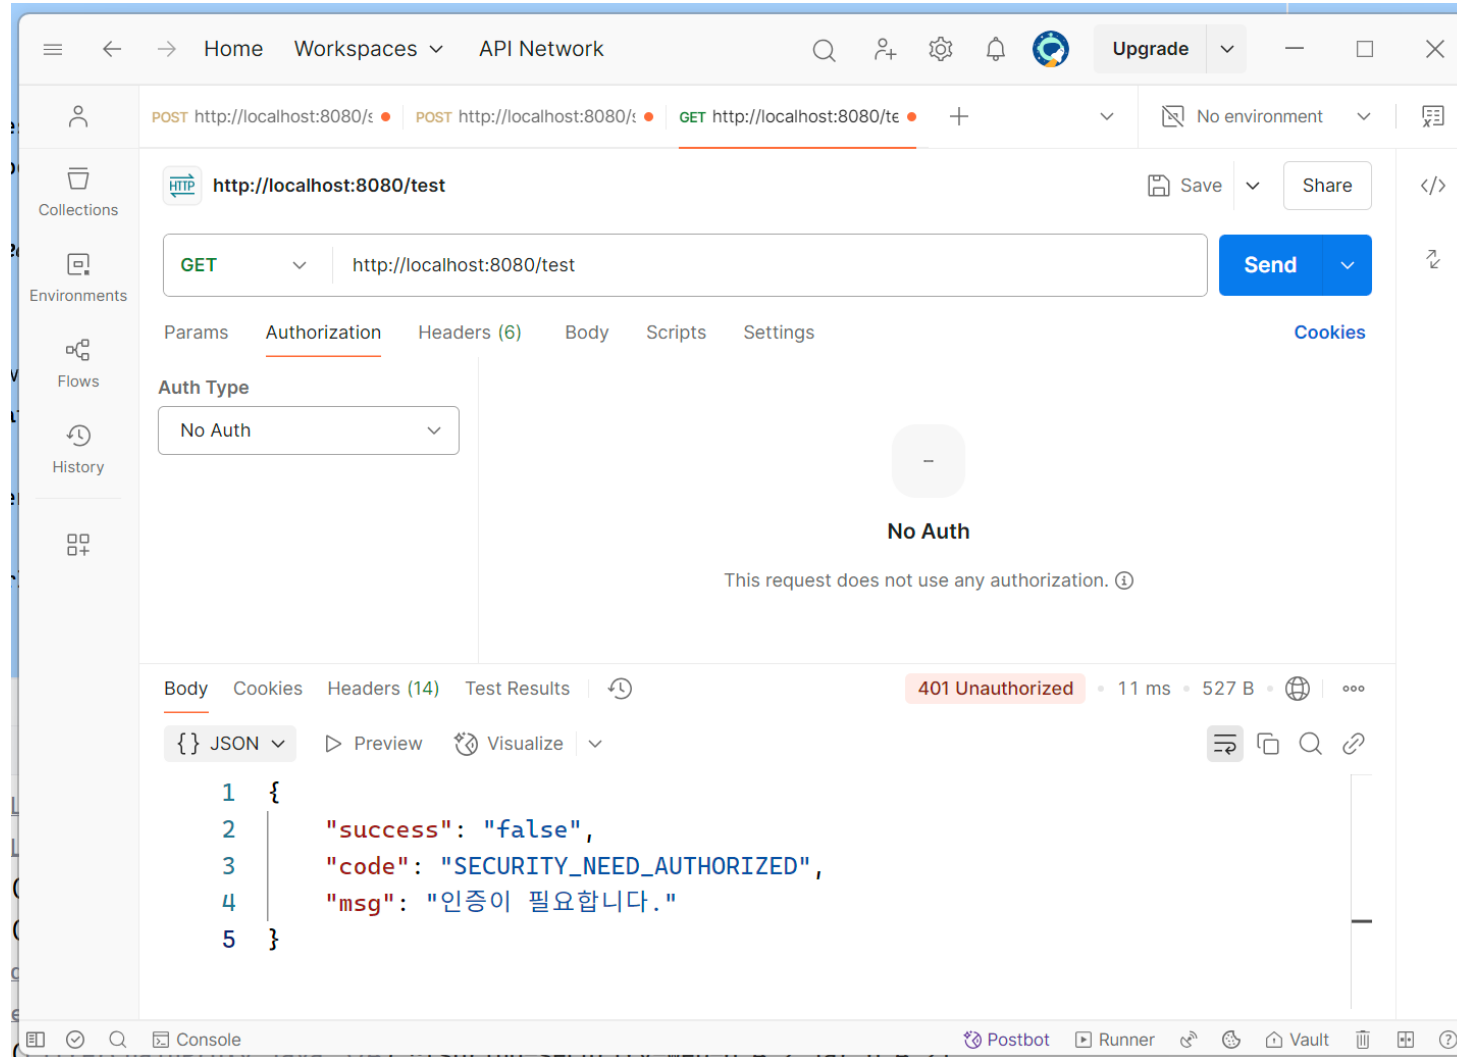 Home Workspaces API Network Upgrade
POST http://localhost:8080/s POST http://localhost:8080/s GET http://localhost:8080/te No environment
HTTP http://localhost:8080/test Save Share
Collections
GET http://localhost:8080/test Send
Environments
Params Authorization Headers (6) Body Scripts Settings Cookies
Flows
Auth Type
No Auth
History
No Auth
This request does not use any authorization.
Body Cookies Headers (14) Test Results 401 Unauthorized 11 ms 527 B
{} JSON Preview Visualize
1 {
2 "success": "false",
3 "code": "SECURITY_NEED_AUTHORIZED",
4 "msg": "인증이 필요합니다."
5 }
Console Postbot Runner Vault